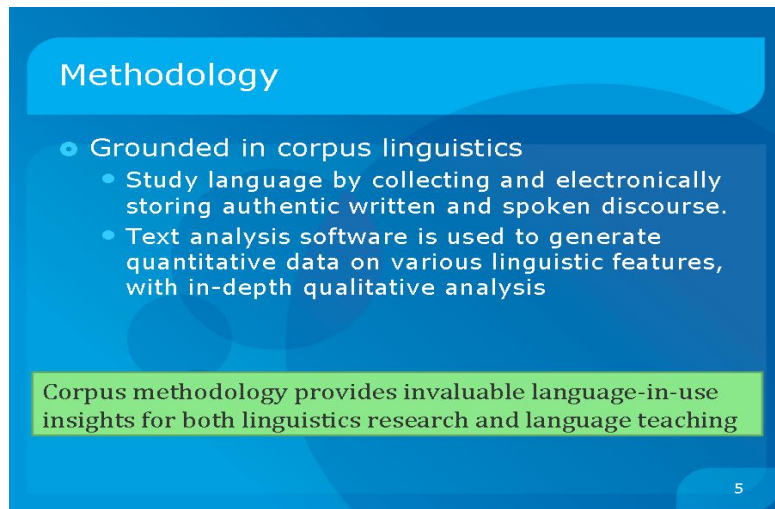 Methodology
Grounded in corpus linguistics
Study language by collecting and electronically
storing authentic written and spoken discourse.
Text analysis software is used to generate
quantitative data on various linguistic features,
with in-depth qualitative analysis
Corpus methodology provides invaluable language-in-use
insights for both linguistics research and language teaching
5